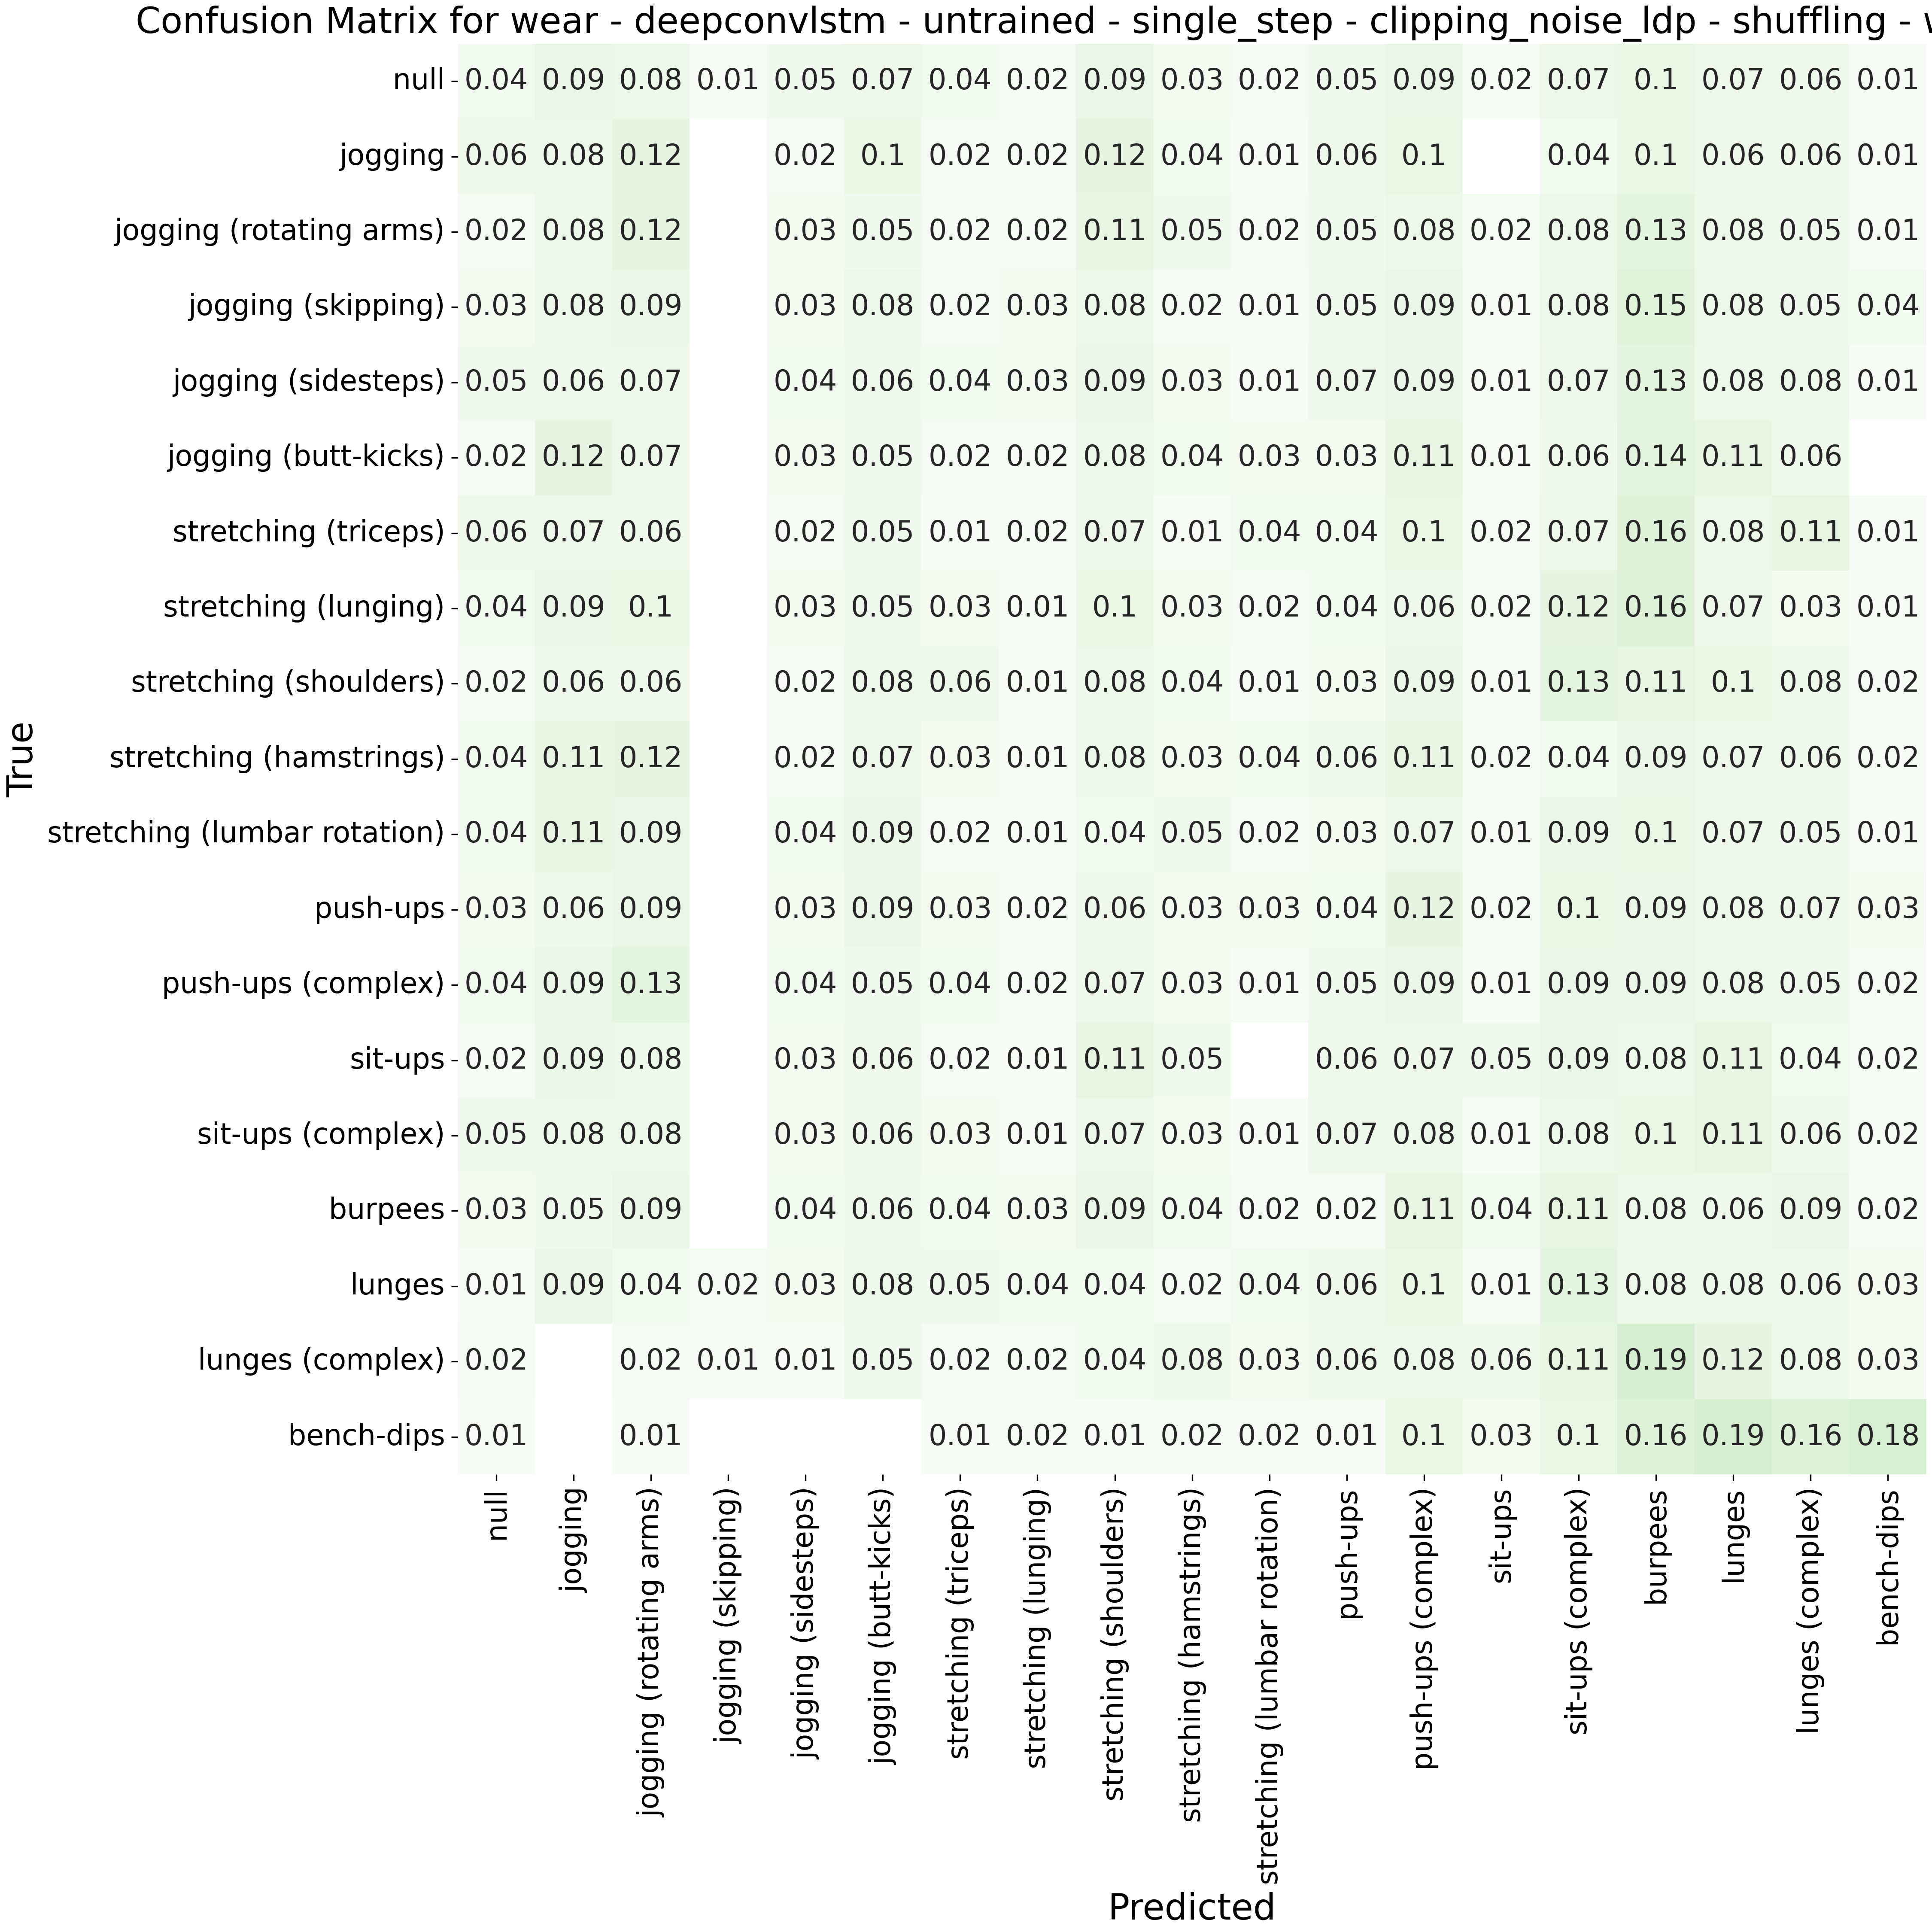 Confusion Matrix for wear - deepconvlstm - untrained - single_step - clipping_noise_ldp - shuffling -
null 0.04 0.09 0.08 0.01 0.05 0.07 0.04 0.02 0.09 0.03 0.02 0.05 0.09 0.02 0.07 0.1 0.07 0.06 0.01
jogging 0.06 0.08 0.12 0.02 0.1 0.02 0.02 0.12 0.04 0.01 0.06 0.1 0.04 0.1 0.06 0.06 0.01
jogging (rotating arms) 0.02 0.08 0.12 0.03 0.05 0.02 0.02 0.11 0.05 0.02 0.05 0.08 0.02 0.08 0.13 0.08 0.05 0.01
jogging (skipping) 0.03 0.08 0.09 0.03 0.08 0.02 0.03 0.08 0.02 0.01 0.05 0.09 0.01 0.08 0.15 0.08 0.05 0.04
jogging (sidesteps) 0.05 0.06 0.07 0.04 0.06 0.04 0.03 0.09 0.03 0.01 0.07 0.09 0.01 0.07 0.13 0.08 0.08 0.01
jogging (butt-kicks) 0.02 0.12 0.07 0.03 0.05 0.02 0.02 0.08 0.04 0.03 0.03 0.11 0.01 0.06 0.14 0.11 0.06
stretching (triceps) 0.06 0.07 0.06 0.02 0.05 0.01 0.02 0.07 0.01 0.04 0.04 0.1 0.02 0.07 0.16 0.08 0.11 0.01
stretching (lunging) 0.04 0.09 0.1 0.03 0.05 0.03 0.01 0.1 0.03 0.02 0.04 0.06 0.02 0.12 0.16 0.07 0.03 0.01
stretching (shoulders) 0.02 0.06 0.06 0.02 0.08 0.06 0.01 0.08 0.04 0.01 0.03 0.09 0.01 0.13 0.11 0.1 0.08 0.02
stretching (hamstrings) 0.04 0.11 0.12 0.02 0.07 0.03 0.01 0.08 0.03 0.04 0.06 0.11 0.02 0.04 0.09 0.07 0.06 0.02
stretching (lumbar rotation) 0.04 0.11 0.09 0.04 0.09 0.02 0.01 0.04 0.05 0.02 0.03 0.07 0.01 0.09 0.1 0.07 0.05 0.01
push-ups 0.03 0.06 0.09 0.03 0.09 0.03 0.02 0.06 0.03 0.03 0.04 0.12 0.02 0.1 0.09 0.08 0.07 0.03
push-ups (complex) 0.04 0.09 0.13 0.04 0.05 0.04 0.02 0.07 0.03 0.01 0.05 0.09 0.01 0.09 0.09 0.08 0.05 0.02
sit-ups 0.02 0.09 0.08 0.03 0.06 0.02 0.01 0.11 0.05 0.06 0.07 0.05 0.09 0.08 0.11 0.04 0.02
sit-ups (complex) 0.05 0.08 0.08 0.03 0.06 0.03 0.01 0.07 0.03 0.01 0.07 0.08 0.01 0.08 0.1 0.11 0.06 0.02
burpees 0.03 0.05 0.09 0.04 0.06 0.04 0.03 0.09 0.04 0.02 0.02 0.11 0.04 0.11 0.08 0.06 0.09 0.02
lunges 0.01 0.09 0.04 0.02 0.03 0.08 0.05 0.04 0.04 0.02 0.04 0.06 0.1 0.01 0.13 0.08 0.08 0.06 0.03
lunges (complex) 0.02 0.02 0.01 0.01 0.05 0.02 0.02 0.04 0.08 0.03 0.06 0.08 0.06 0.11 0.19 0.12 0.08 0.03
bench-dips 0.01 0.01 0.01 0.02 0.01 0.02 0.02 0.01 0.1 0.03 0.1 0.16 0.19 0.16 0.18
True
null
jogging
jogging (rotating arms)
jogging (skipping)
jogging (sidesteps)
jogging (butt-kicks)
stretching (triceps)
stretching (lunging)
stretching (shoulders)
stretching (hamstrings)
stretching (lumbar rotation)
push-ups
push-ups (complex)
sit-ups
sit-ups (complex)
burpees
lunges
lunges (complex)
bench-dips
Predicted